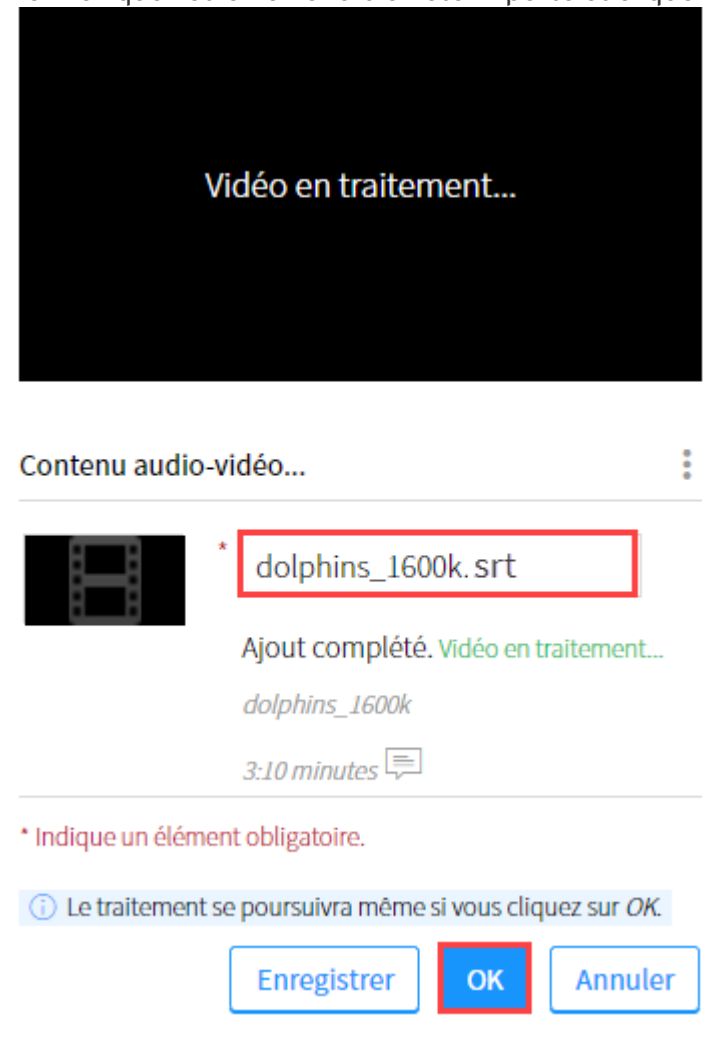 Vidéo en traitement...
Contenu audio-vidéo...
* dolphins_1600k.srt
Ajout complété. Vidéo en traitement...
dolphins_1600k
3:10 minutes
* Indique un élément obligatoire.
Le traitement se poursuivra même si vous cliquez sur OK.
Enregistrer OK Annuler